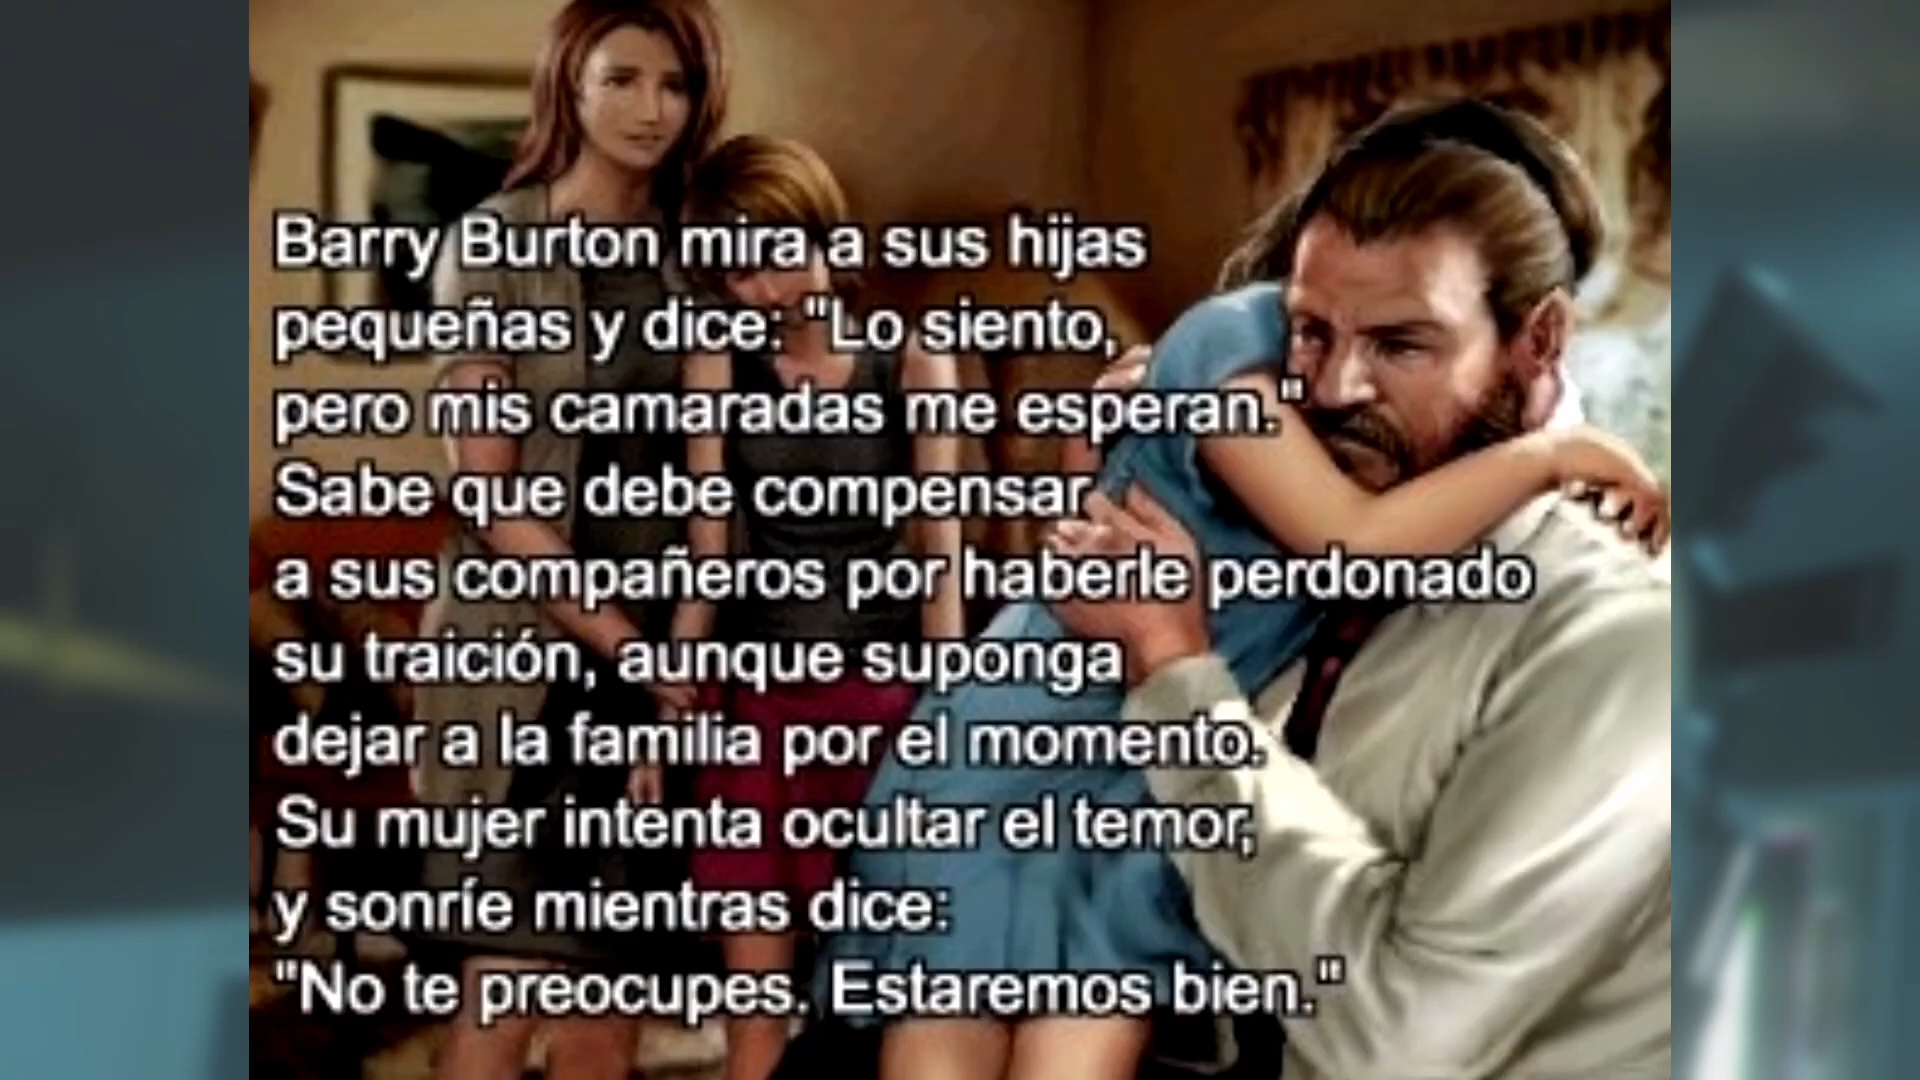 Barry Burton mira a sus hijas
pequeñas y dice: "Lo siento,
pero mis camaradas me esperan."
Sabe que debe compensar
a sus compañeros por haberle perdonado
su traición, aunque suponga
dejar a la familia por el momento.
Su mujer intenta ocultar el temor,
y sonríe mientras dice:
"No te preocupes. Estaremos bien."